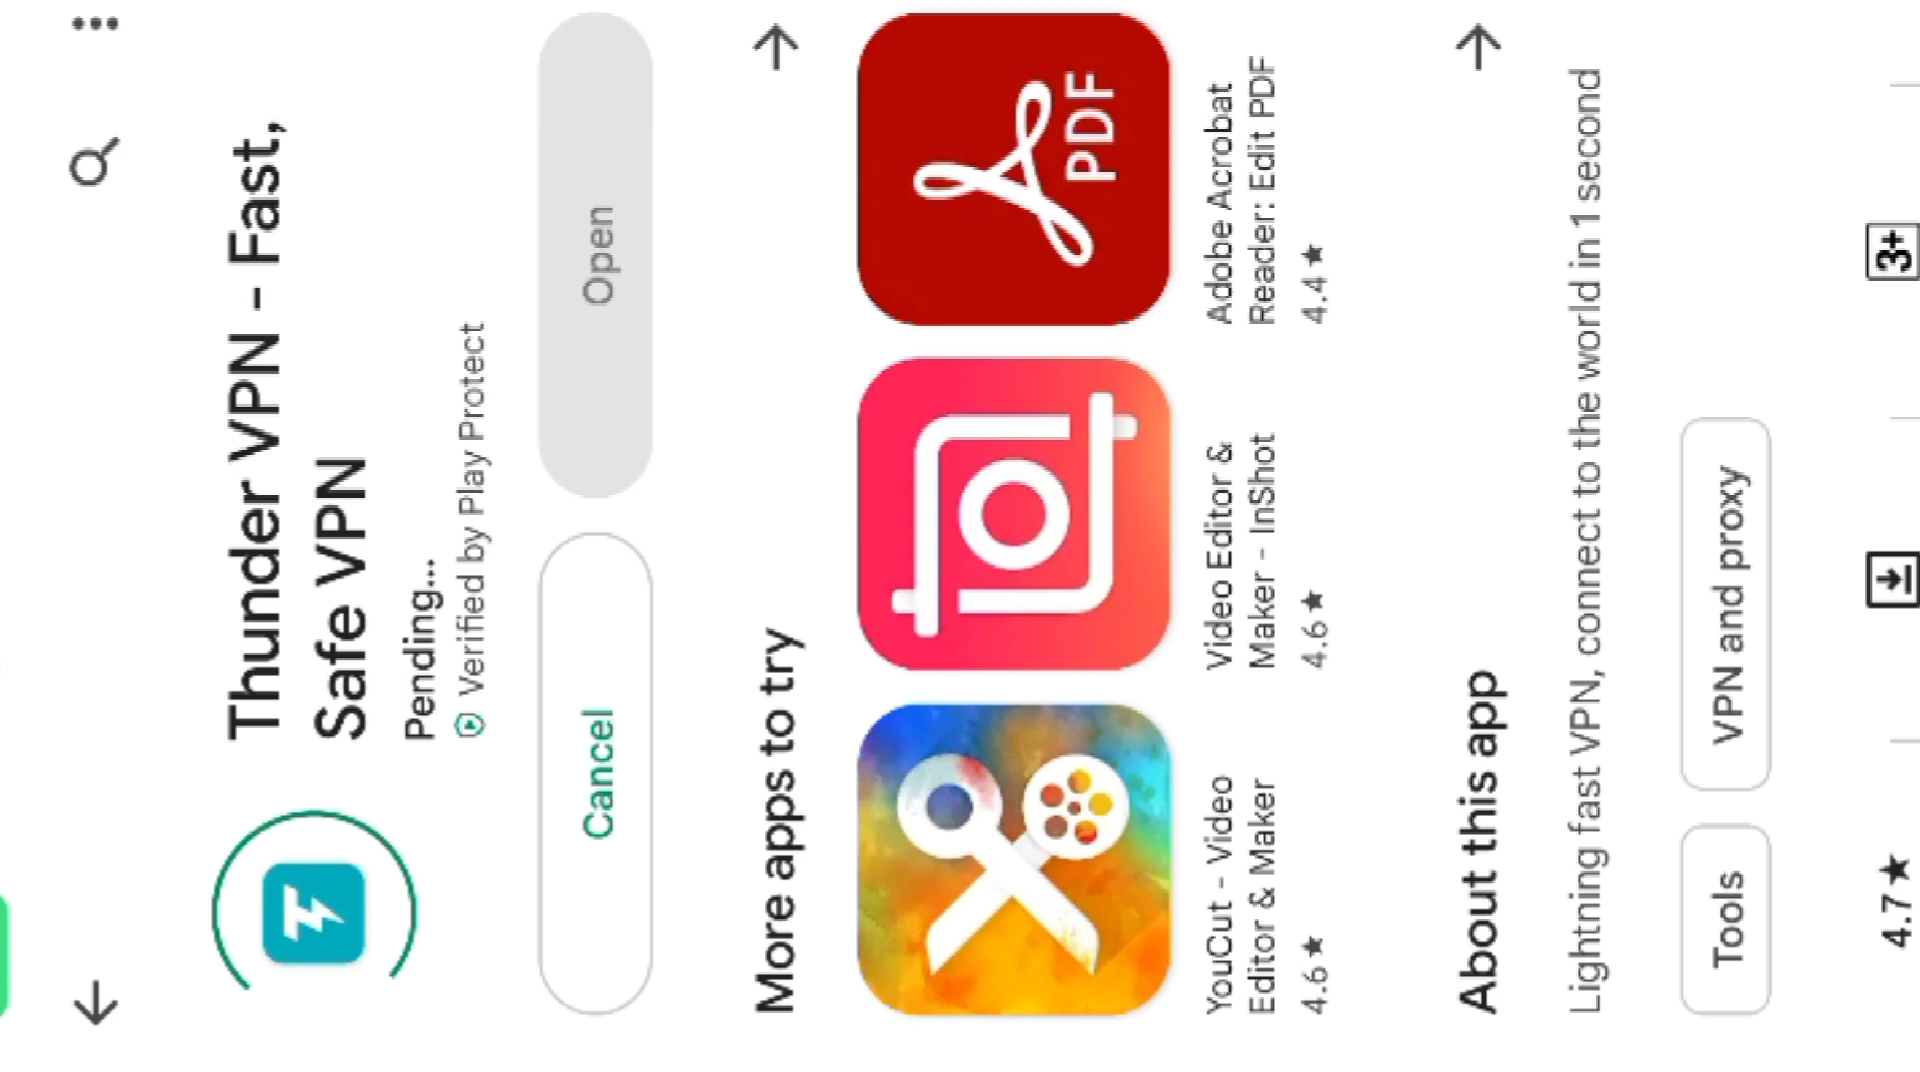 Thunder VPN - Fast,
Safe VPN
Pending...
Verified by Play Protect
Cancel
Open
More apps to try
YouCut - Video
Editor & Maker
4.6★
Video Editor &
Maker - InShot
4.6★
PDF
Adobe Acrobat
Reader: Edit PDF
4.4★
About this app
Lightning fast VPN, connect to the world in 1 second
Tools
VPN and proxy
4.7★
3+